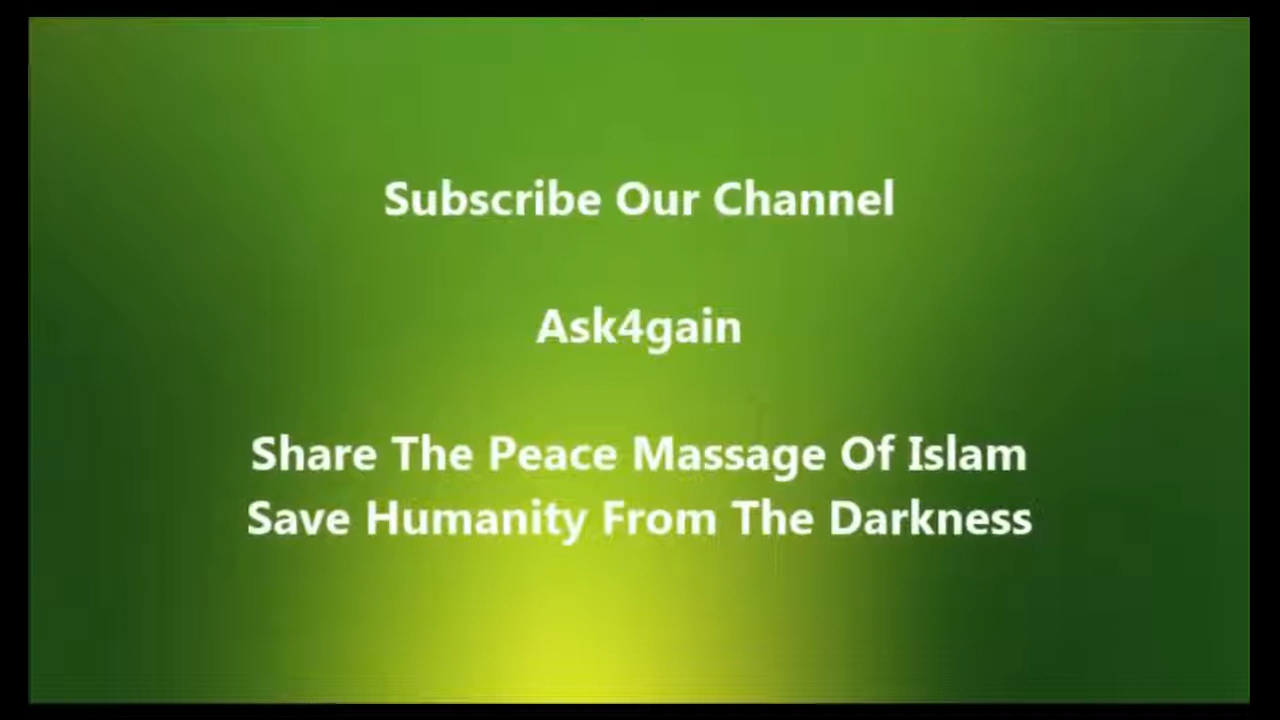 Subscribe Our Channel
Ask4gain
Share The Peace Massage Of Islam
Save Humanity From The Darkness